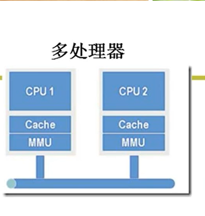 多处理器
CPU 1 CPU 2
Cache Cache
MMU MMU